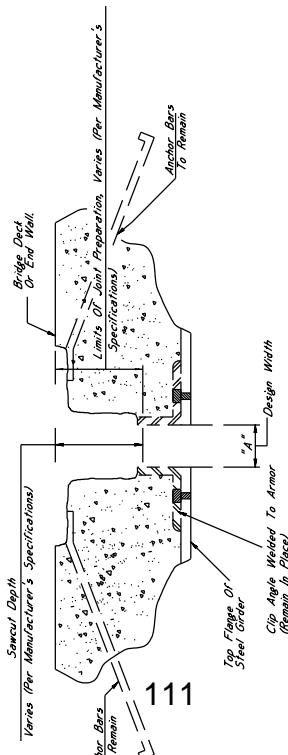 Sawcut Depth
Varies (Per Manufacturer's Specifications)
Bridge Deck
Or End Wall.
Limits Of Joint Preparation, Varies (Per Manufacturer's
Specifications)
Anchor Bars
To Remain
"A"
Design Width
Top Flange Of
Steel Girder
Clip Angle Welded To Armor
(Remain In Place)
Bars
Remain
111